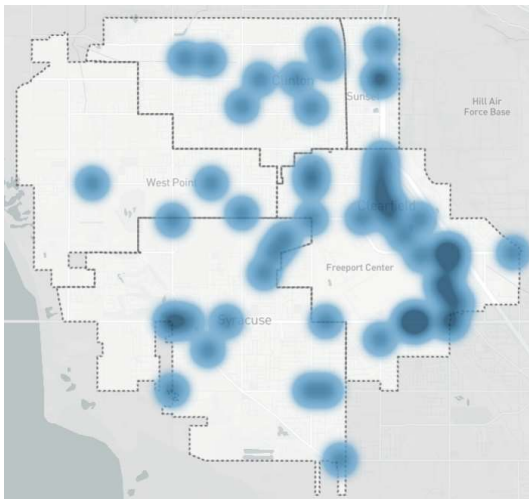 Clinton
Sunset
Hill Air
Force Base
West Point
Clearfield
Freeport Center
Syracuse